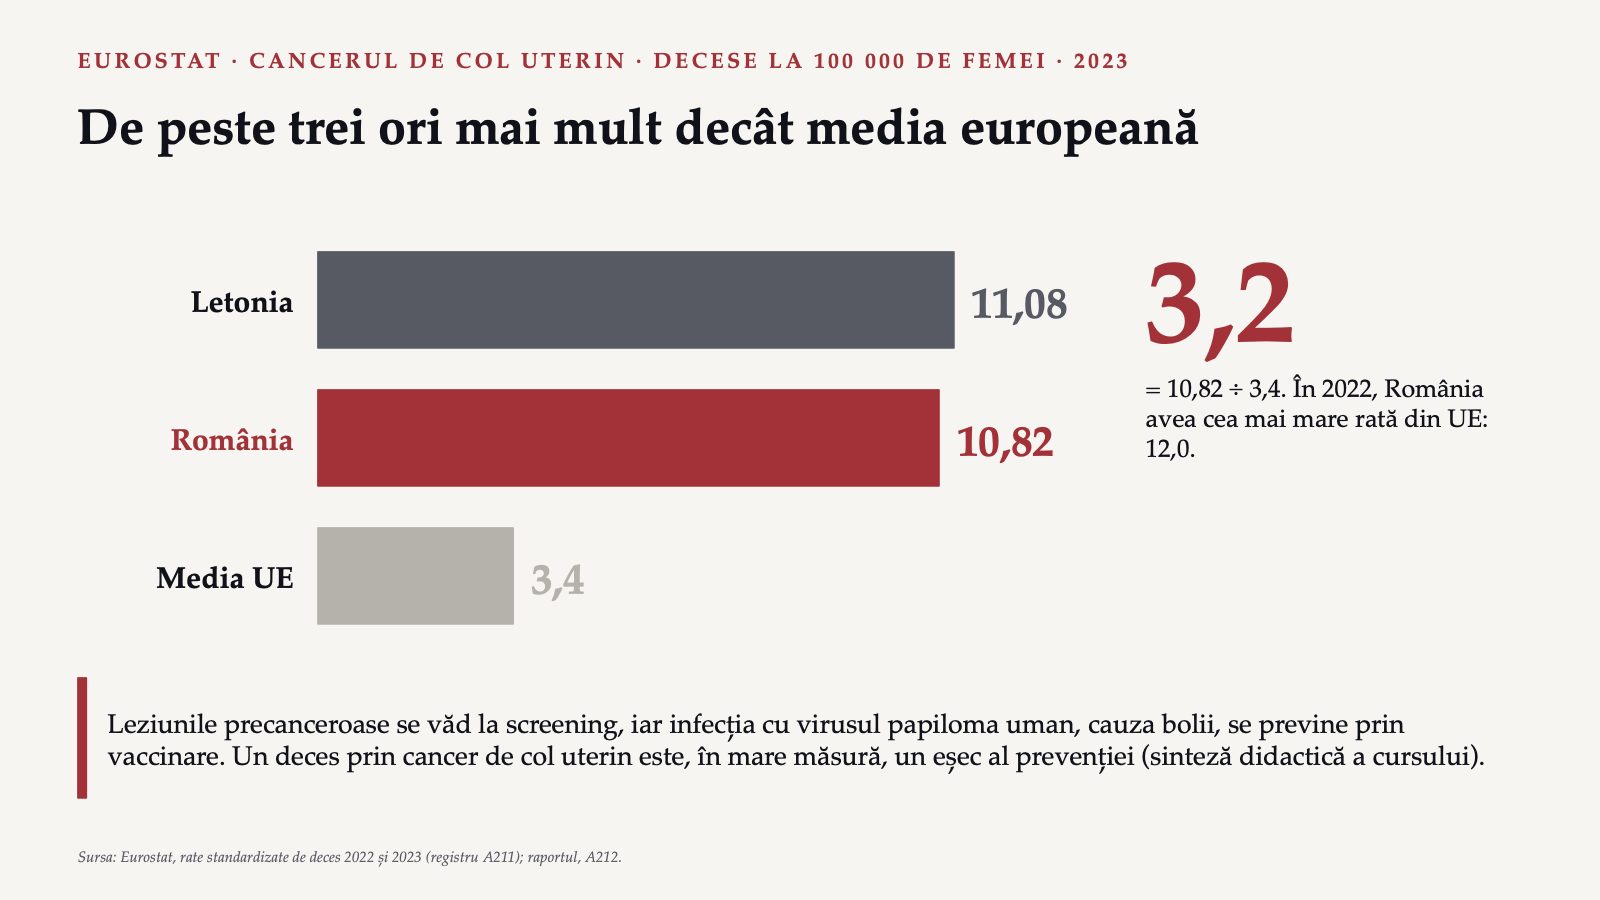 EUROSTAT · CANCERUL DE COL UTERIN · DECESE LA 100 000 DE FEMEI · 2023
De peste trei ori mai mult decât media europeană
Letonia
11,08
România
10,82
Media UE
3,4
3,2
= 10,82 ÷ 3,4. În 2022, România
avea cea mai mare rată din UE:
12,0.
Leziunile precanceroase se văd la screening, iar infecția cu virusul papiloma uman, cauza bolii, se previne prin
vaccinare. Un deces prin cancer de col uterin este, în mare măsură, un eșec al prevenției (sinteză didactică a cursului).
Sursa: Eurostat, rate standardizate de deces 2022 și 2023 (registru A211); raportul, A212.